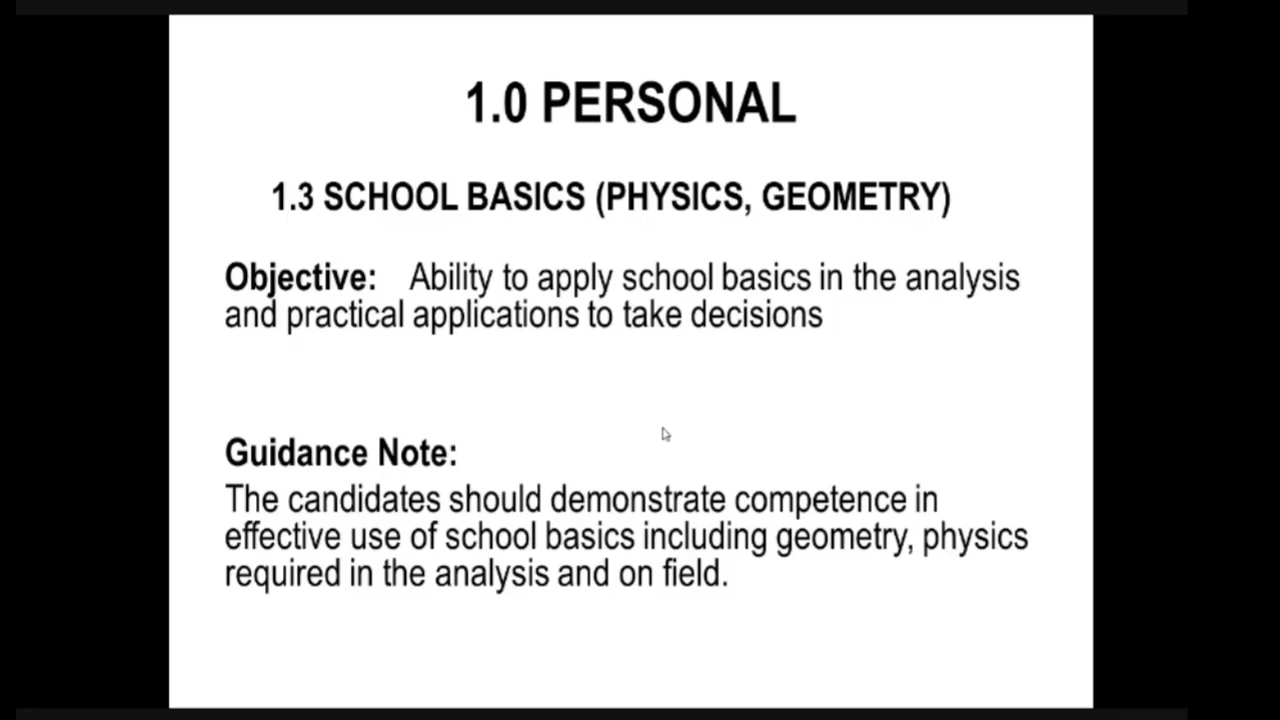 1.0 PERSONAL
1.3 SCHOOL BASICS (PHYSICS, GEOMETRY)
Objective: Ability to apply school basics in the analysis
and practical applications to take decisions
Guidance Note:
The candidates should demonstrate competence in
effective use of school basics including geometry, physics
required in the analysis and on field.